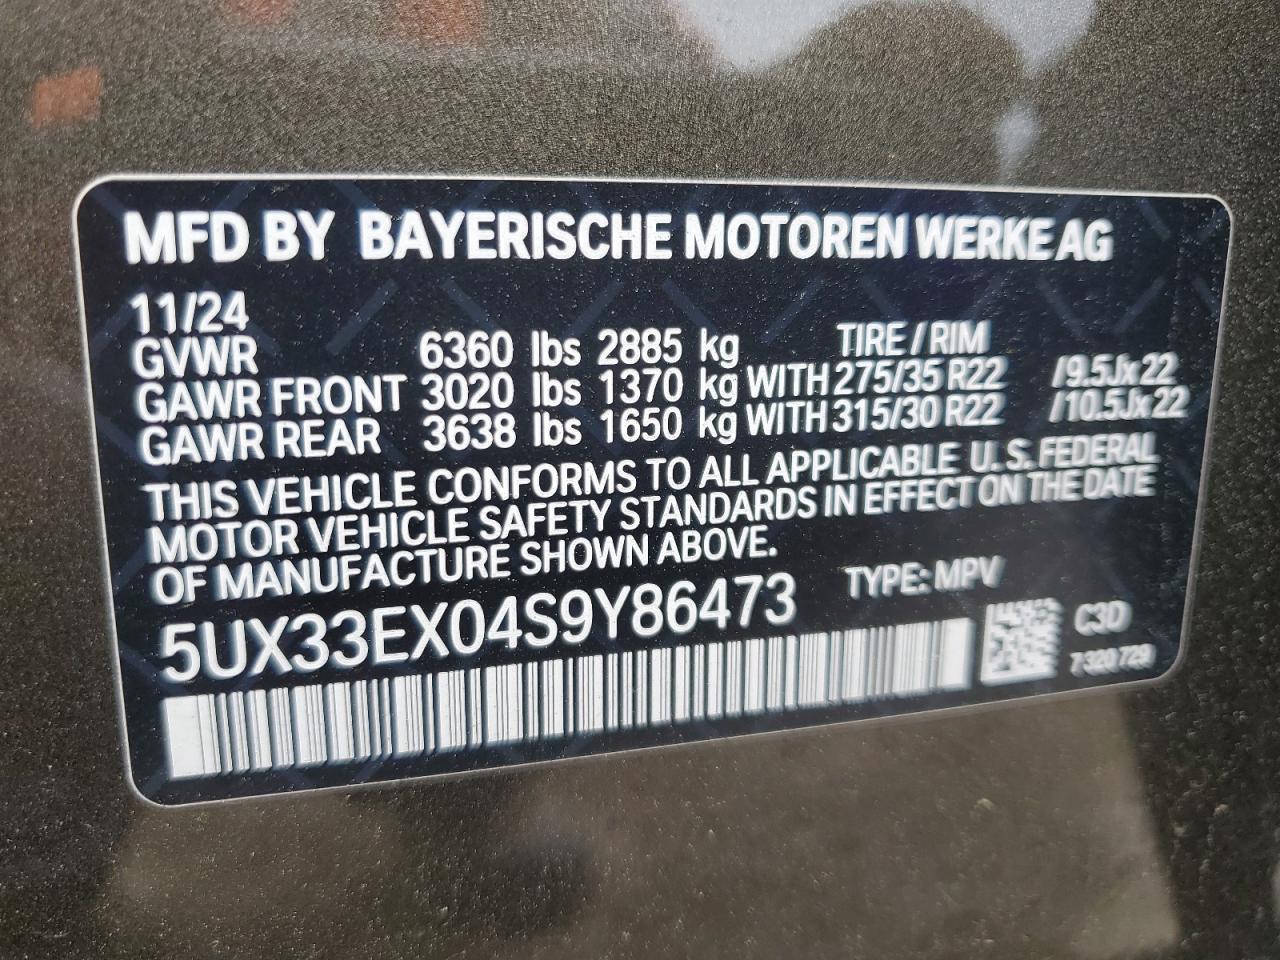 MFD BY BAYERISCHE MOTOREN WERKE AG
11/24
GVWR 6360 lbs 2885 kg TIRE / RIM
GAWR FRONT 3020 lbs 1370 kg WITH 275/35 R22 /9.5Jx22
GAWR REAR 3638 lbs 1650 kg WITH 315/30 R22 /10.5Jx22
THIS VEHICLE CONFORMS TO ALL APPLICABLE U.S. FEDERAL
MOTOR VEHICLE SAFETY STANDARDS IN EFFECT ON THE DATE
OF MANUFACTURE SHOWN ABOVE.
5UX33EX04S9Y86473 TYPE: MPV
C3D
7 320 729